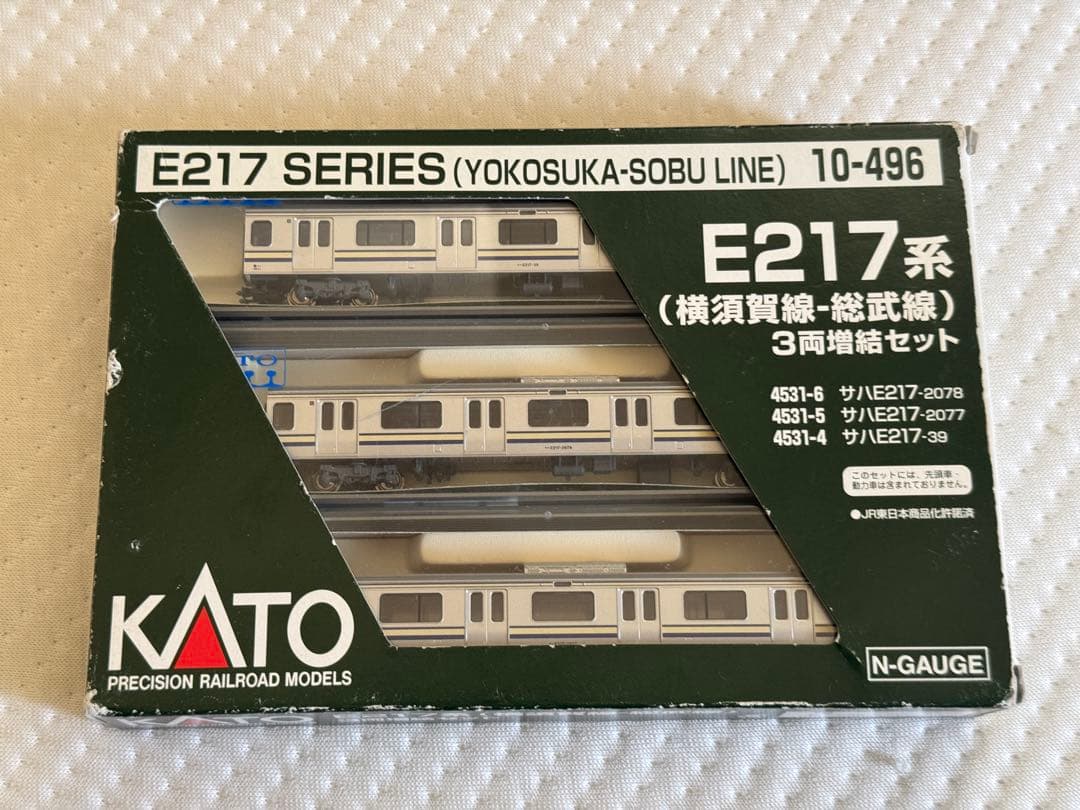 E217 SERIES (YOKOSUKA-SOBU LINE) 10-496
E217系
(横須賀線-総武線)
3両増結セット
4531-6 サハE217-2078
4531-5 サハE217-2077
4531-4 サハE217-39
このセットには、先頭車・
動力車は含まれておりません。
●JR東日本商品化許諾済
KATO
PRECISION RAILROAD MODELS
N-GAUGE